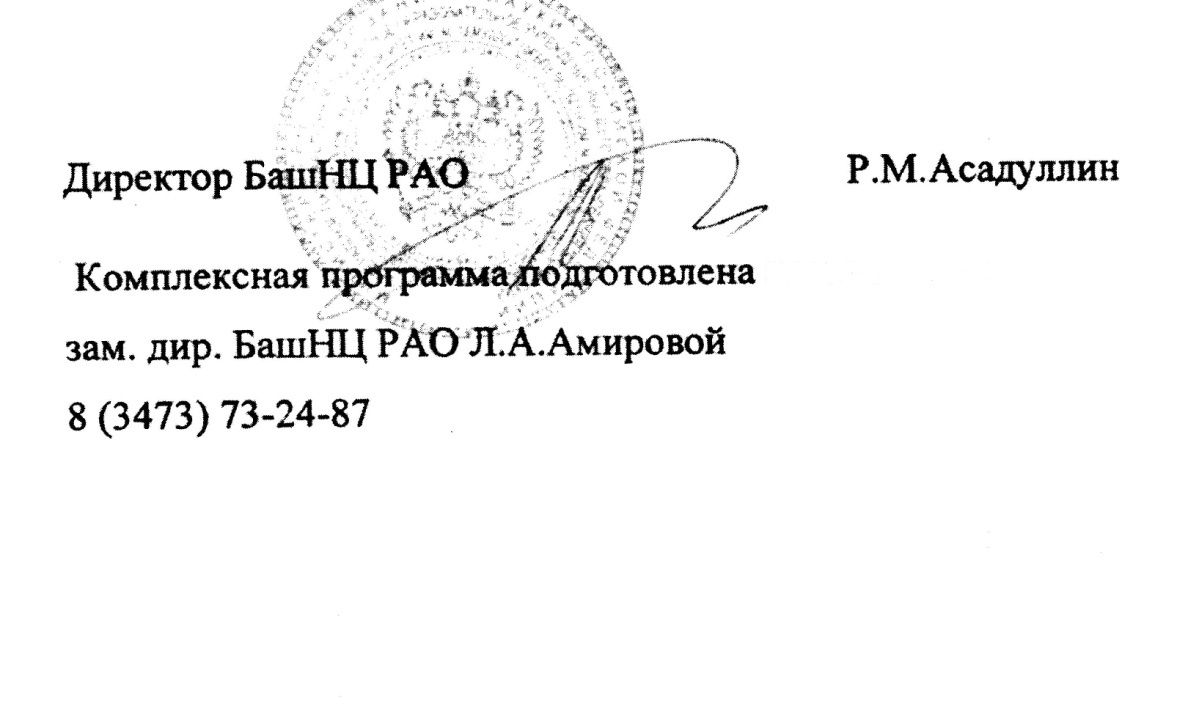 Директор БашНЦ РАО Р.М.Асадуллин
Комплексная программа подготовлена
зам. дир. БашНЦ РАО Л.А.Амировой
8 (3473) 73-24-87